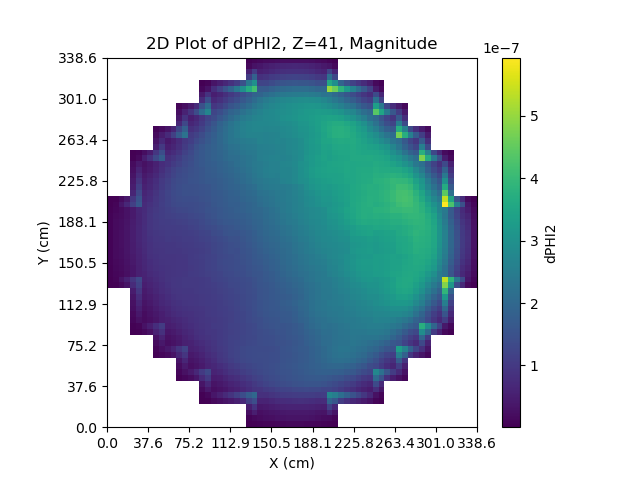 2D Plot of dPHI2, Z=41, Magnitude
1e−7
338.6
301.0
263.4
225.8
188.1
150.5
112.9
75.2
37.6
0.0
Y (cm)
0.0 37.6 75.2 112.9 150.5 188.1 225.8 263.4 301.0 338.6
X (cm)
5
4
3
2
1
dPHI2